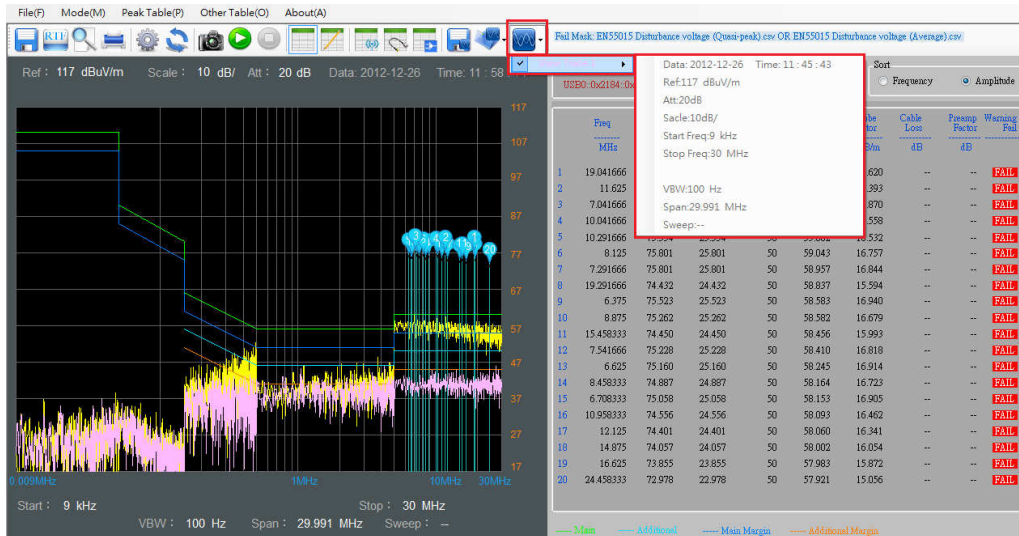 File(F) Mode(M) Peak Table(P) Other Table(O) About(A)
RTE
Fail Mask: EN55015 Disturbance voltage (Quasi-peak).csv OR EN55015 Disturbance voltage (Average).csv
Ref : 117 dBuV/m Scale : 10 dB/ Att : 20 dB Data: 2012-12-26 Time: 11 : 58
USB0::0x2184::0x
Data: 2012-12-26 Time: 11 : 45 : 43
Ref:117 dBuV/m
Att:20dB
Sacle:10dB/
Start Freq:9 kHz
Stop Freq:30 MHz
VBW:100 Hz
Span:29.991 MHz
Sweep:--
Sort
Frequency Amplitude
117
107
97
87
77
67
57
47
37
27
17
0.009MHz 1MHz 10MHz 30MHz
Start : 9 kHz Stop : 30 MHz
VBW : 100 Hz Span : 29.991 MHz Sweep : --
Freq Cable Loss Preamp Factor Warning Fail
MHz dB dB
1 19.041666 .620 -- -- FAIL
2 11.625 .393 -- -- FAIL
3 7.041666 .870 -- -- FAIL
4 10.041666 .558 -- -- FAIL
5 10.291666 .532 -- -- FAIL
6 8.125 75.801 25.801 50 59.043 16.757 -- -- FAIL
7 7.291666 75.801 25.801 50 58.957 16.844 -- -- FAIL
8 19.291666 74.432 24.432 50 58.837 15.594 -- -- FAIL
9 6.375 75.523 25.523 50 58.583 16.940 -- -- FAIL
10 8.875 75.262 25.262 50 58.582 16.679 -- -- FAIL
11 15.458333 74.450 24.450 50 58.456 15.993 -- -- FAIL
12 7.541666 75.228 25.228 50 58.410 16.818 -- -- FAIL
13 6.625 75.160 25.160 50 58.245 16.914 -- -- FAIL
14 8.458333 74.887 24.887 50 58.164 16.723 -- -- FAIL
15 6.708333 75.058 25.058 50 58.153 16.905 -- -- FAIL
16 10.958333 74.556 24.556 50 58.093 16.462 -- -- FAIL
17 12.125 74.401 24.401 50 58.060 16.341 -- -- FAIL
18 14.875 74.057 24.057 50 58.002 16.054 -- -- FAIL
19 16.625 73.855 23.855 50 57.983 15.872 -- -- FAIL
20 24.458333 72.978 22.978 50 57.921 15.056 -- -- FAIL
----- Main ----- Additional ----- Main Margin ----- Additional Margin